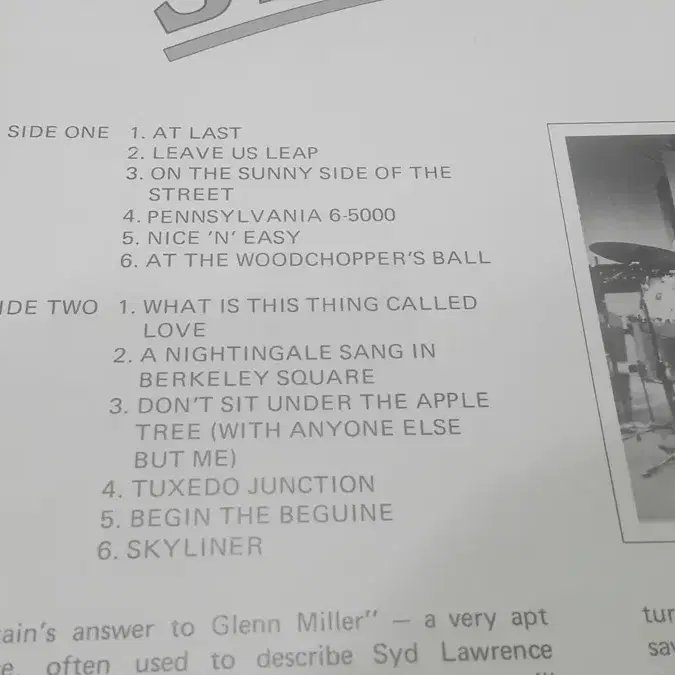 SIDE ONE 1. AT LAST
2. LEAVE US LEAP
3. ON THE SUNNY SIDE OF THE
STREET
4. PENNSYLVANIA 6-5000
5. NICE 'N' EASY
6. AT THE WOODCHOPPER'S BALL
IDE TWO 1. WHAT IS THIS THING CALLED
LOVE
2. A NIGHTINGALE SANG IN
BERKELEY SQUARE
3. DON'T SIT UNDER THE APPLE
TREE (WITH ANYONE ELSE
BUT ME)
4. TUXEDO JUNCTION
5. BEGIN THE BEGUINE
6. SKYLINER
ain's answer to Glenn Miller" — a very apt
often used to describe Syd Lawrence